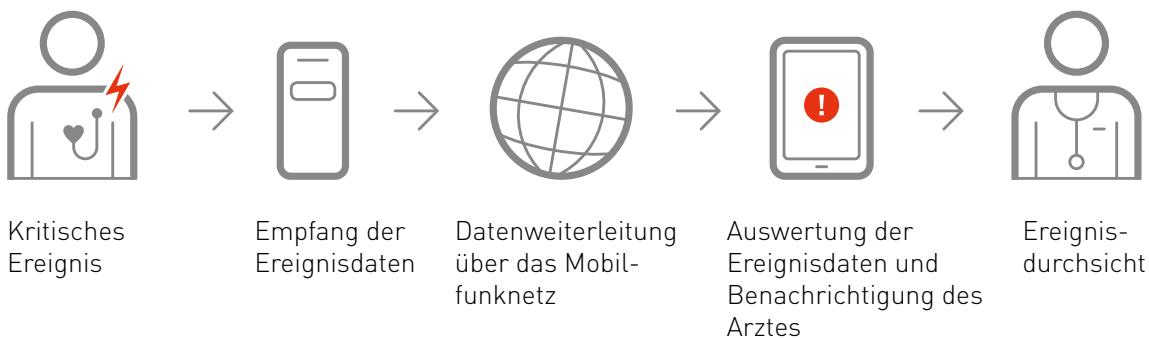 !
Kritisches
Ereignis
Empfang der
Ereignisdaten
Datenweiterleitung
über das Mobil-
funknetz
Auswertung der
Ereignisdaten und
Benachrichtigung des
Arztes
Ereignis-
durchsicht